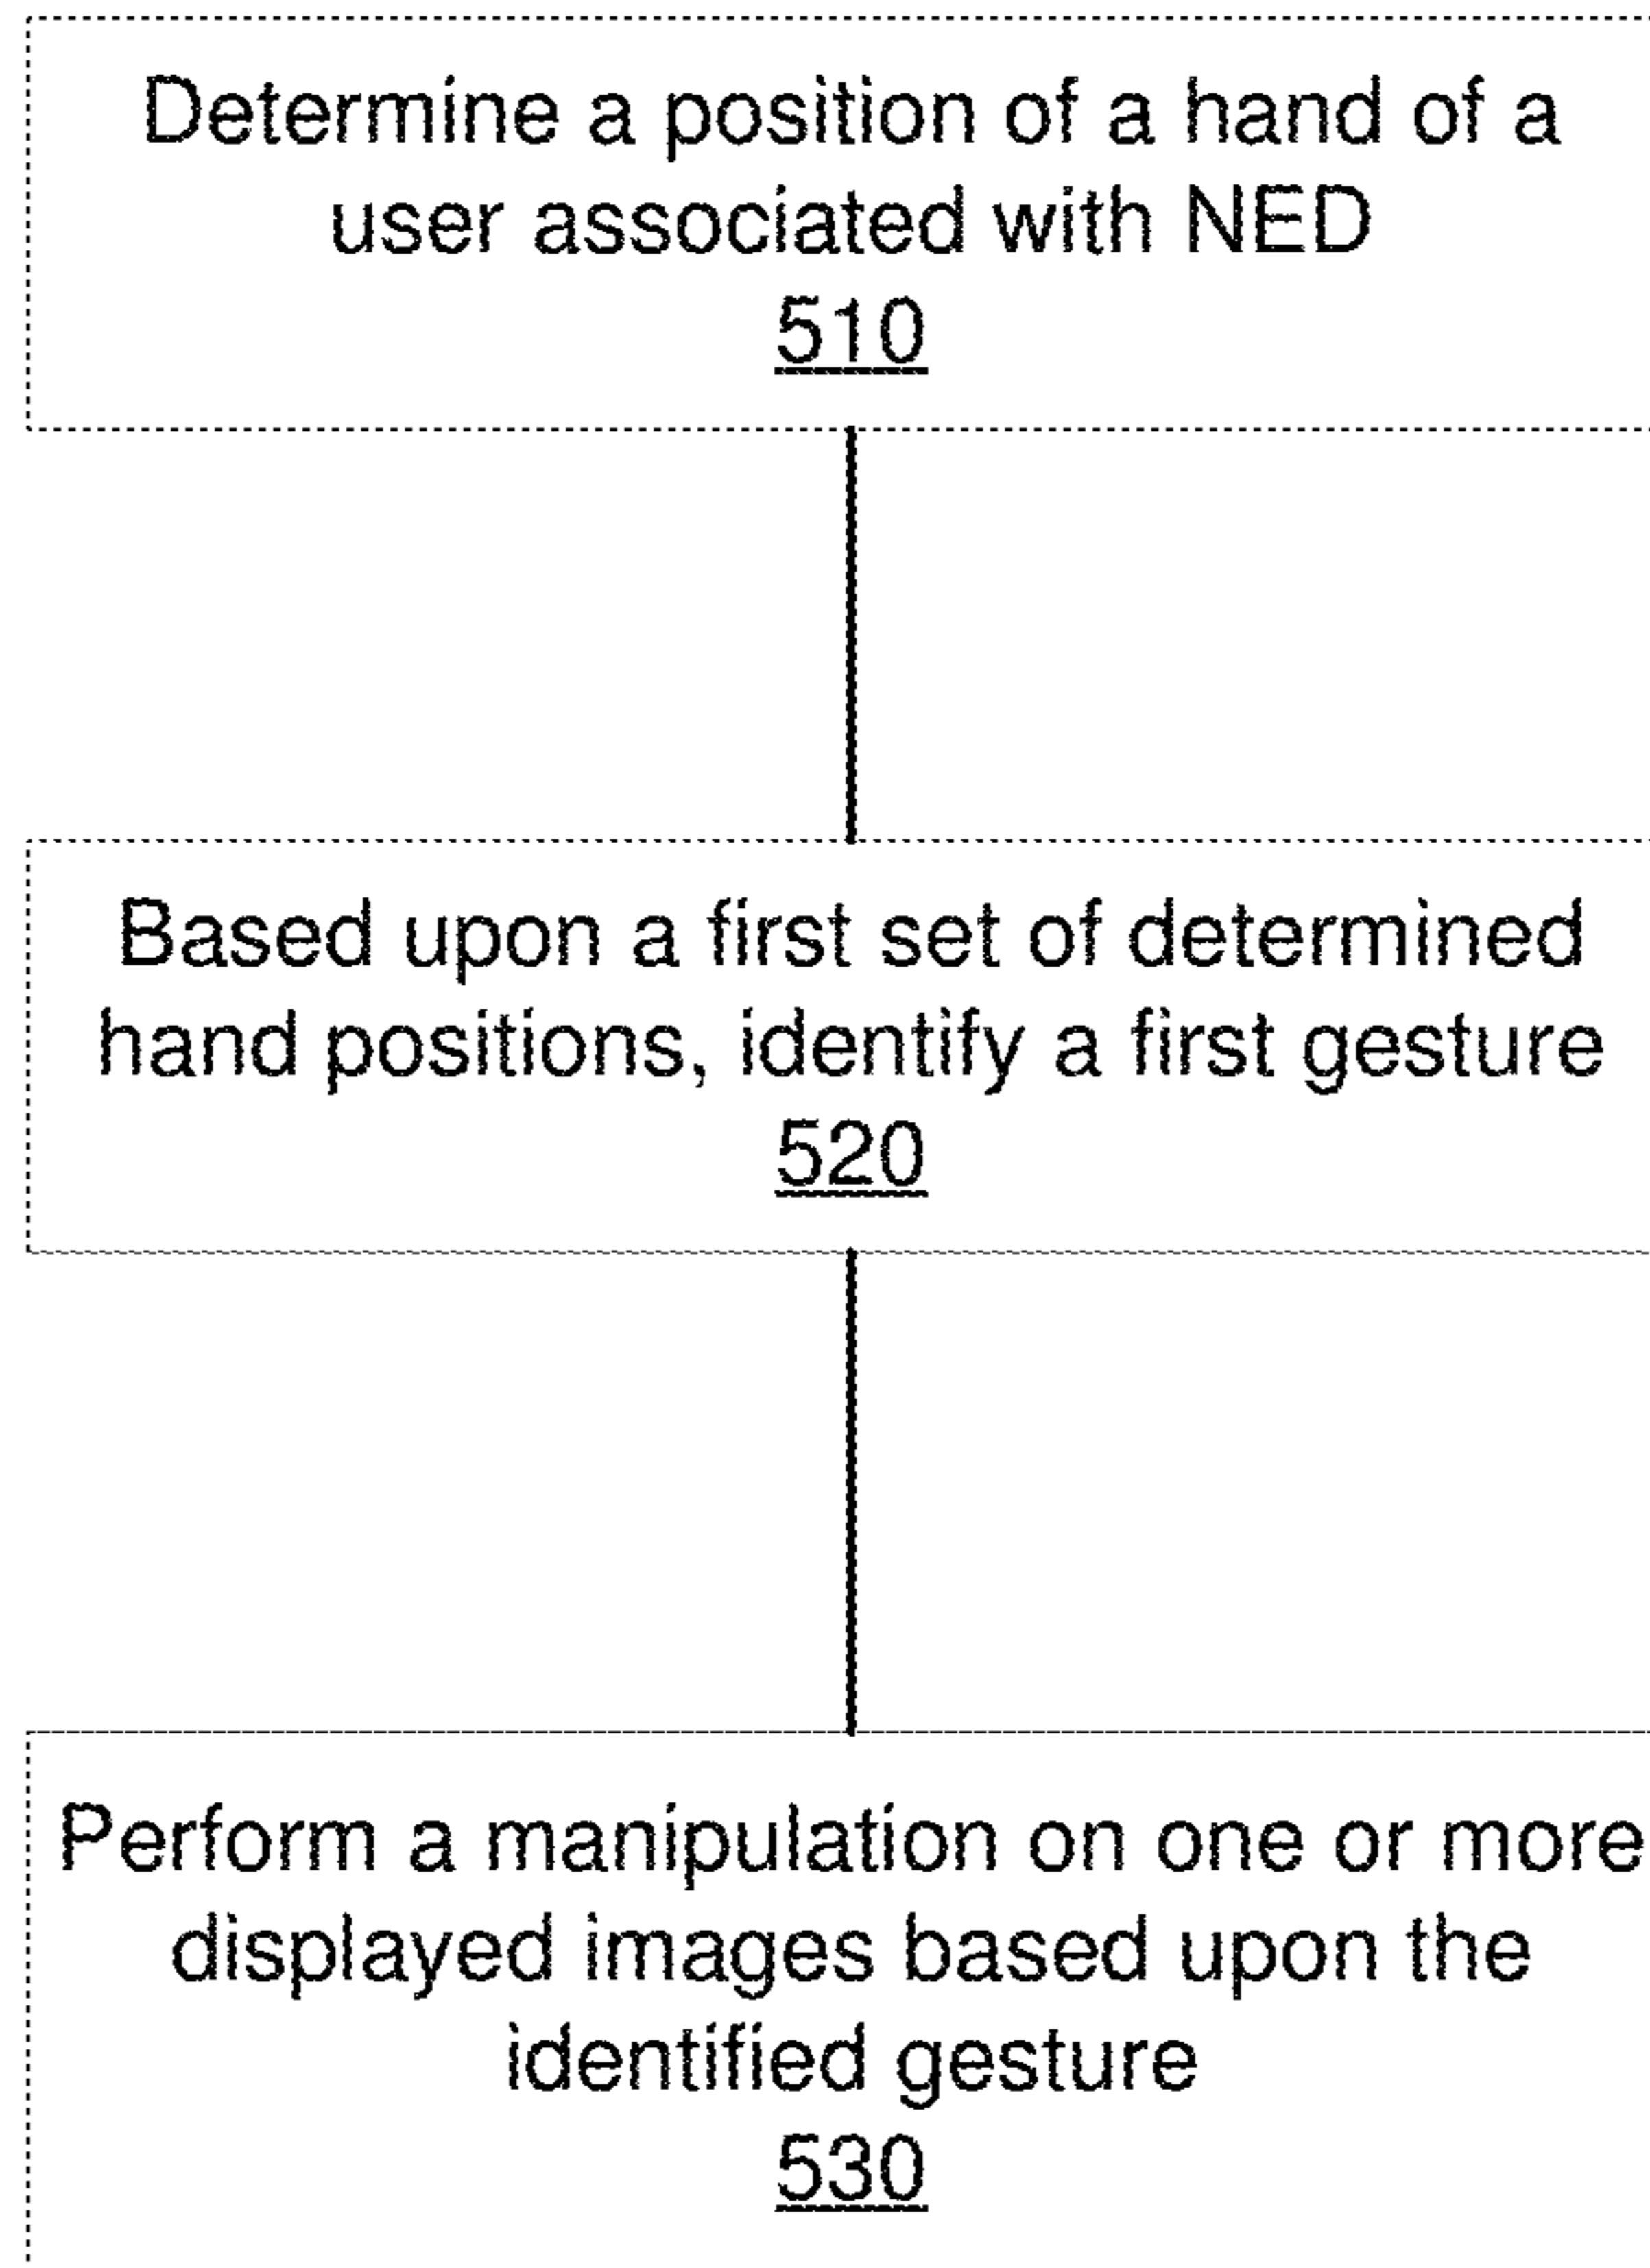 Determine a position of a hand of a
user associated with NED
510
Based upon a first set of determined
hand positions, identify a first gesture
520
Perform a manipulation on one or more
displayed images based upon the
identified gesture
530